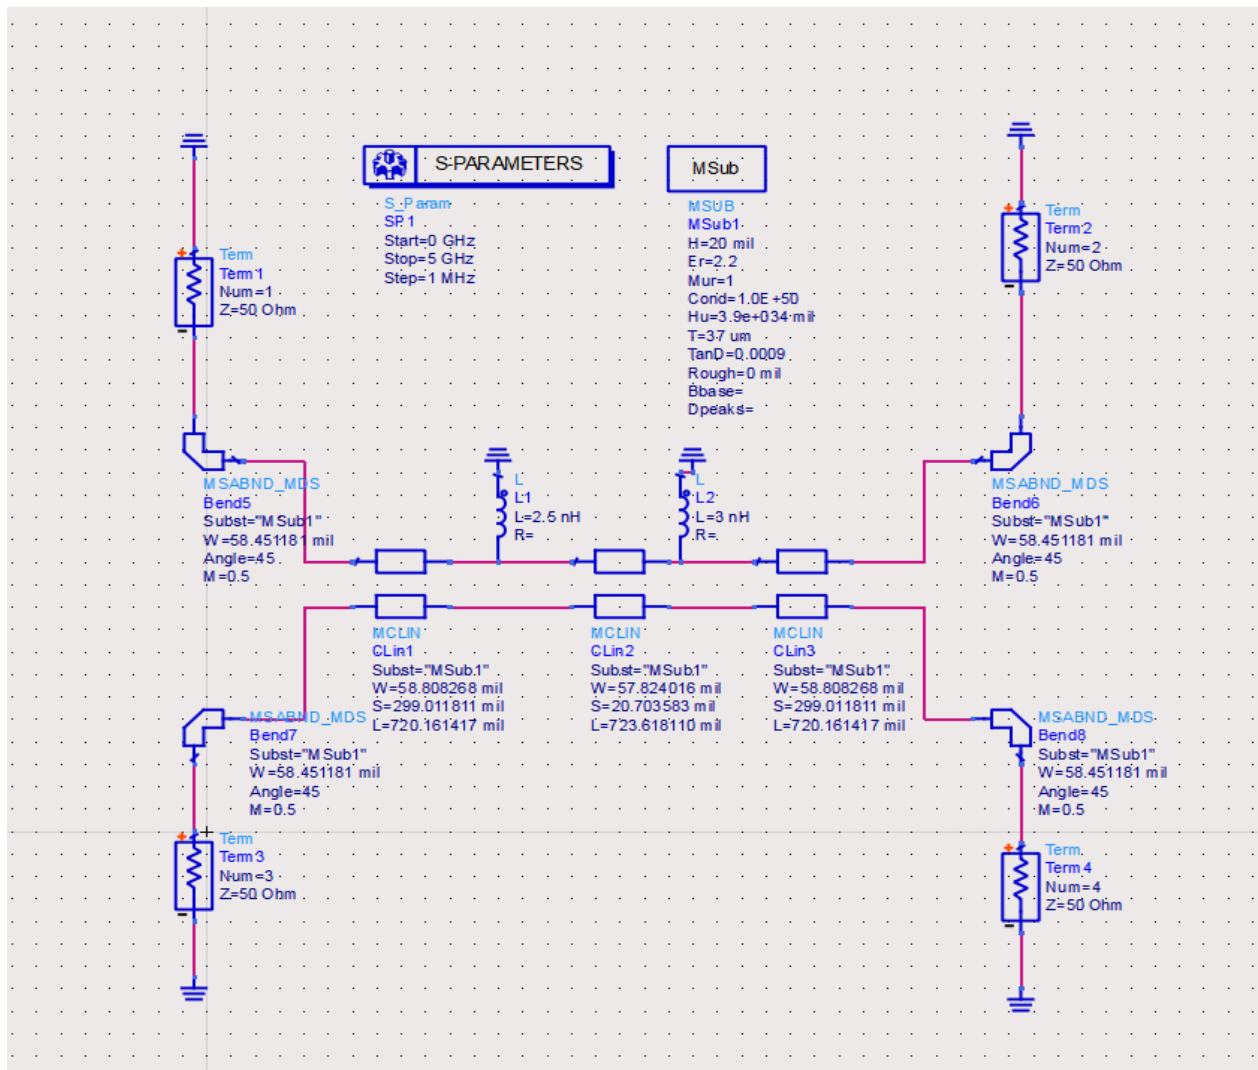 S-PARAMETERS
S_Param
SP1
Start=0 GHz
Stop=5 GHz
Step=1 MHz
MSub
MSUB
MSub1
H=20 mil
Er=2.2
Mur=1
Cond=1.0E+50
Hu=3.9e+034 mil
T=37 um
TanD=0.0009
Rough=0 mil
Bbase=
Dpeaks=
Term
Term1
Num=1
Z=50 Ohm
Term
Term2
Num=2
Z=50 Ohm
MSABND_MDS
Bend5
Subst="MSub1"
W=58.451181 mil
Angle=45
M=0.5
L
L1
L=2.5 nH
R=
L
L2
L=3 nH
R=
MSABND_MDS
Bend6
Subst="MSub1"
W=58.451181 mil
Angle=45
M=0.5
MCLIN
CLin1
Subst="MSub1"
W=58.808268 mil
S=299.011811 mil
L=720.161417 mil
MCLIN
CLin2
Subst="MSub1"
W=57.824016 mil
S=20.703583 mil
L=723.618110 mil
MCLIN
CLin3
Subst="MSub1"
W=58.808268 mil
S=299.011811 mil
L=720.161417 mil
MSABND_MDS
Bend7
Subst="MSub1"
W=58.451181 mil
Angle=45
M=0.5
MSABND_MDS
Bend8
Subst="MSub1"
W=58.451181 mil
Angle=45
M=0.5
Term
Term3
Num=3
Z=50 Ohm
Term
Term4
Num=4
Z=50 Ohm